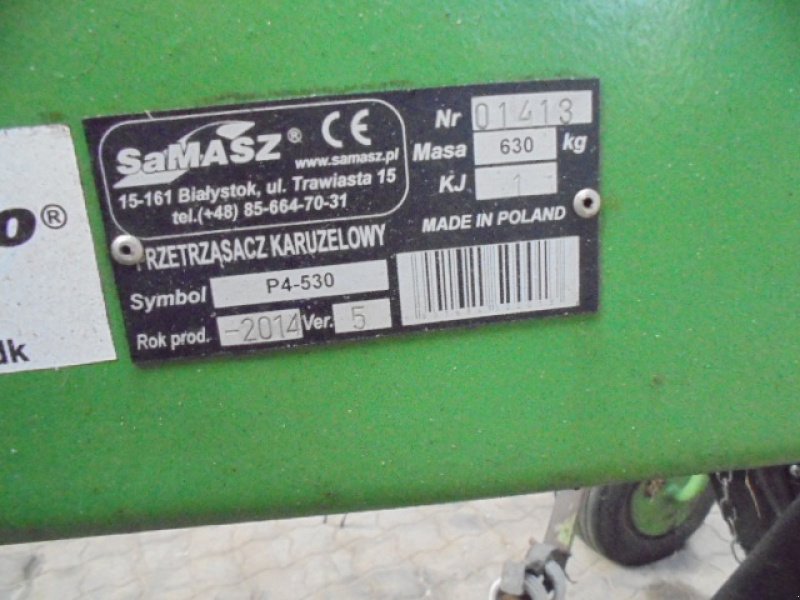 SaMASZ® CE
www.samasz.pl
15-161 Białystok, ul. Trawiasta 15
tel.(+48) 85-664-70-31
Nr 01413
Masa 630 kg
KJ 1
MADE IN POLAND
PRZETRZĄSACZ KARUZELOWY
Symbol P4-530
Rok prod. -2014 Ver. 5
o®
dk